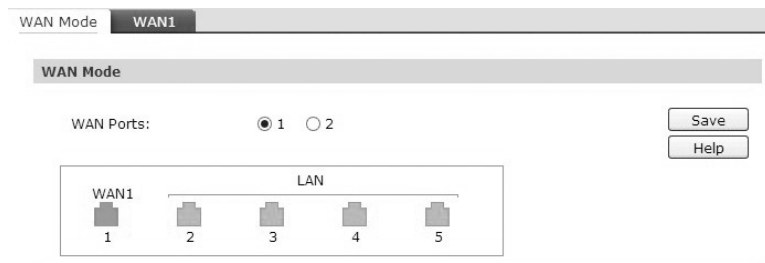 WAN Mode WAN1
WAN Mode
WAN Ports: 1 2
Save
Help
LAN
WAN1
1 2 3 4 5